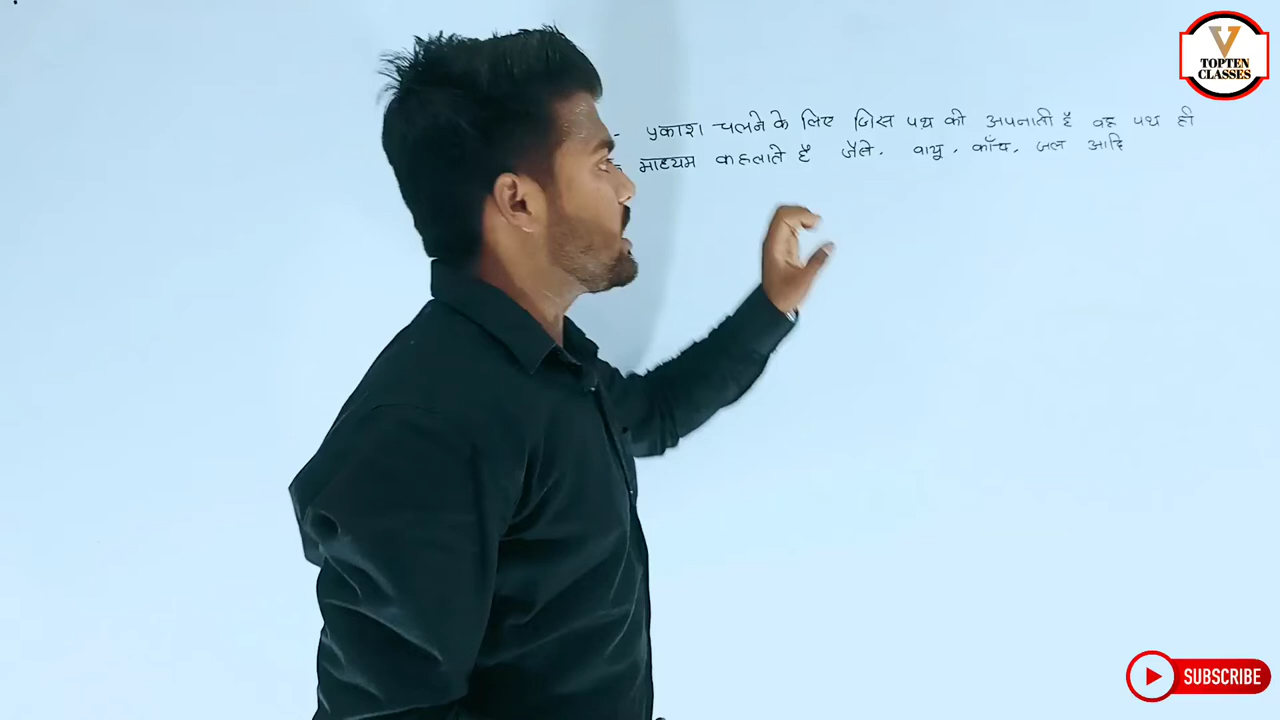 - प्रकाश चलने के लिए जिस पथ को अपनाती है वह पथ ही
माध्यम कहलाते हैं जैसे. वायु, काँच, जल आदि
V
TOPTEN
CLASSES
SUBSCRIBE